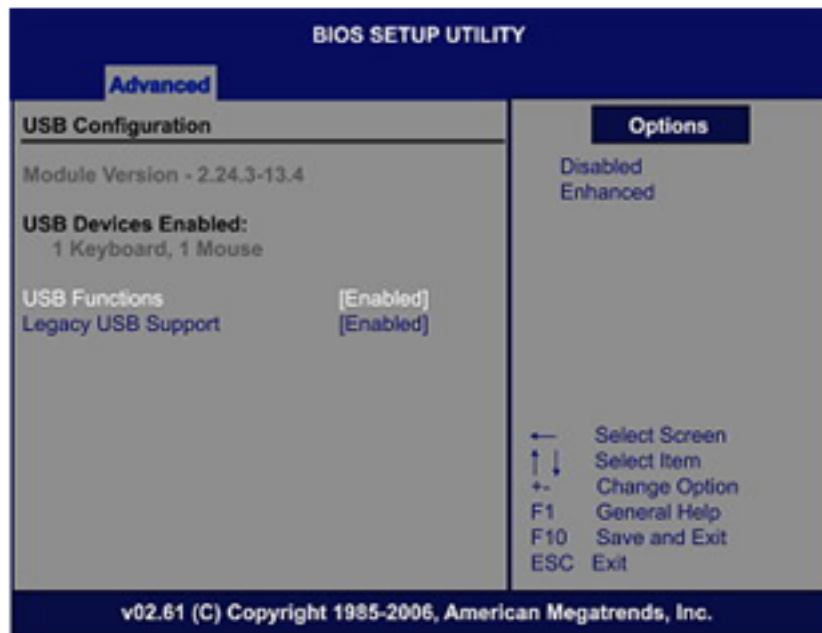 BIOS SETUP UTILITY
Advanced
USB Configuration
Module Version - 2.24.3-13.4
USB Devices Enabled:
1 Keyboard, 1 Mouse
USB Functions [Enabled]
Legacy USB Support [Enabled]
Options
Disabled
Enhanced
← Select Screen
↑↓ Select Item
+- Change Option
F1 General Help
F10 Save and Exit
ESC Exit
v02.61 (C) Copyright 1985-2006, American Megatrends, Inc.